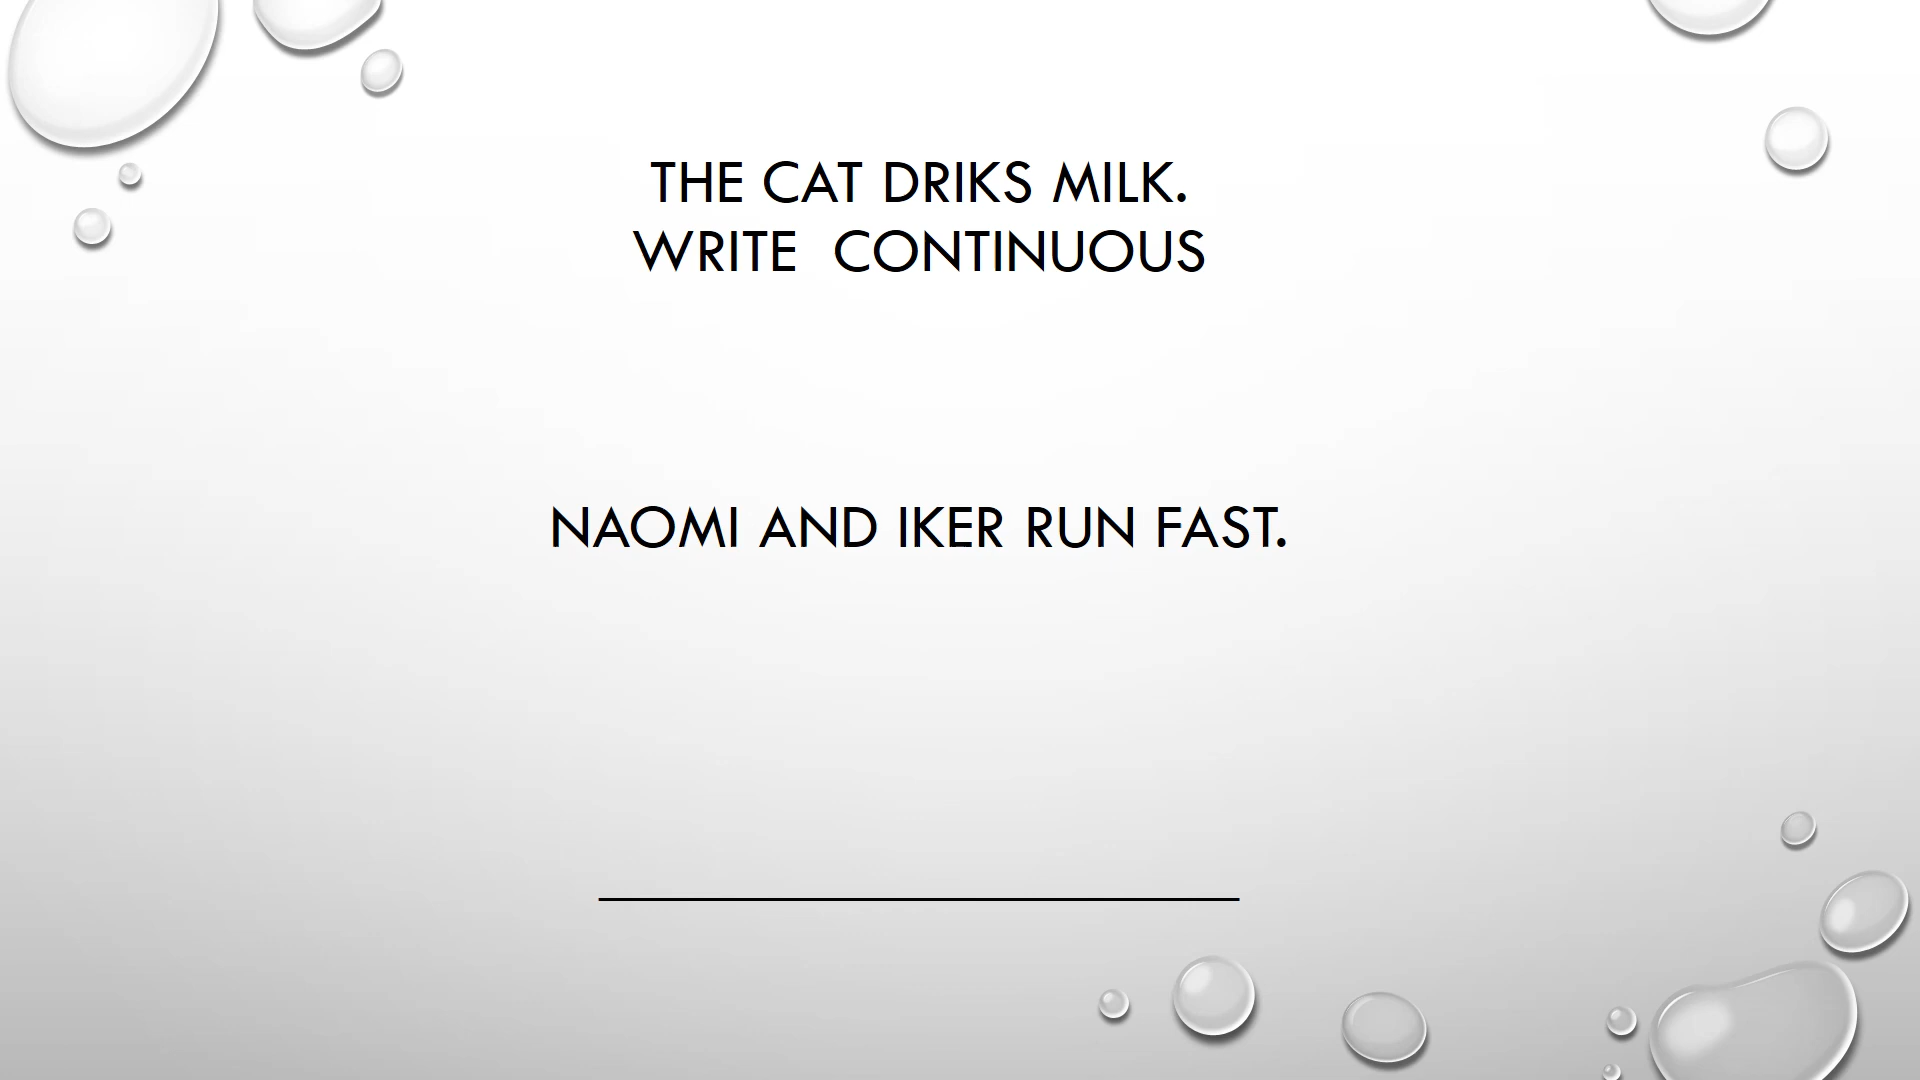 THE CAT DRIKS MILK.
WRITE  CONTINUOUS
NAOMI AND IKER RUN FAST.